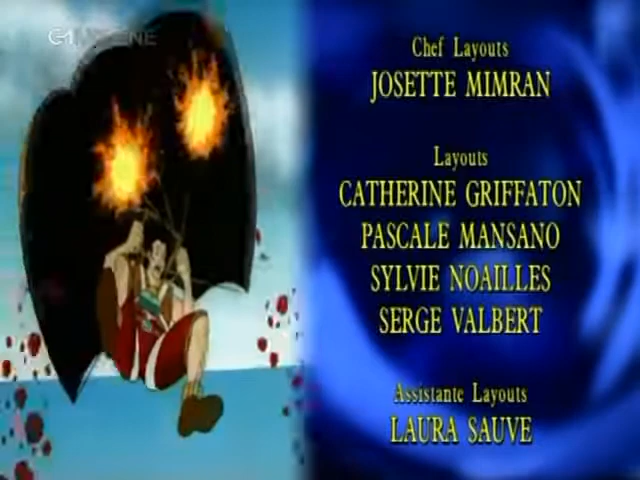 Chef Layouts
JOSETTE MIMRAN
Layouts
CATHERINE GRIFFATON
PASCALE MANSANO
SYLVIE NOAILLES
SERGE VALBERT
Assistante Layouts
LAURA SAUVE